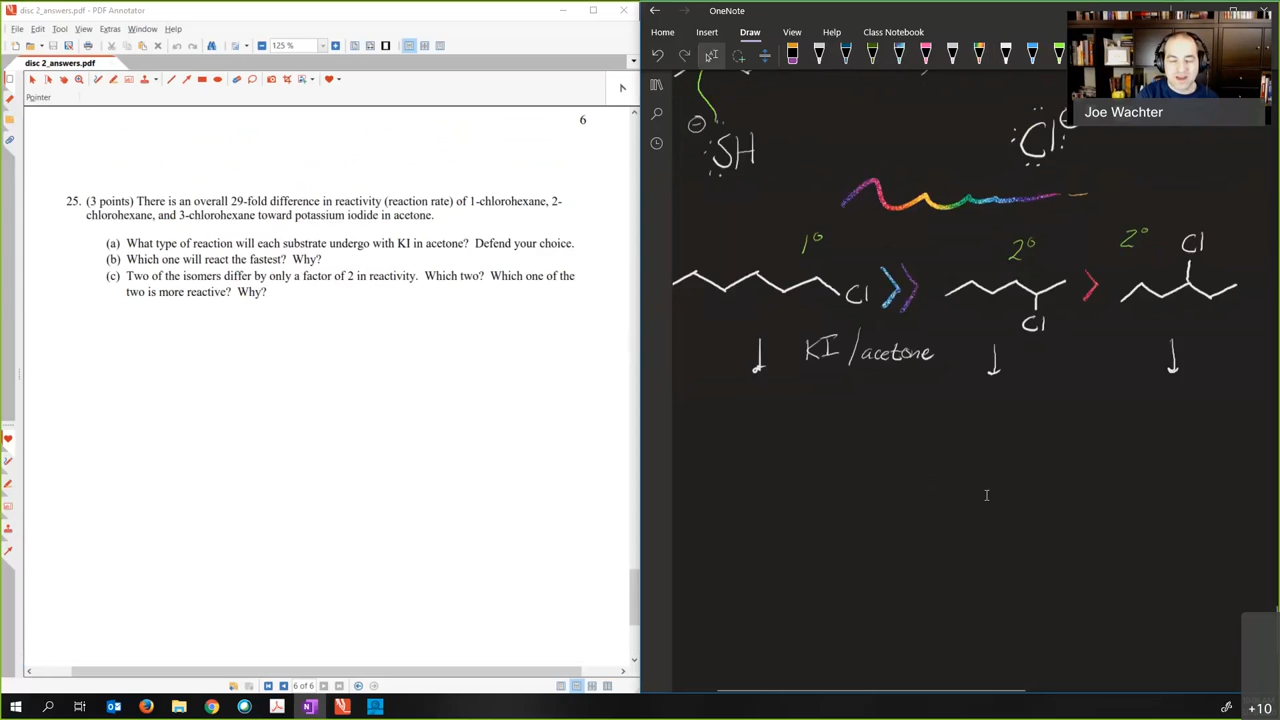 disc 2_answers.pdf - PDF Annotator
File Edit Tool View Extras Window Help
125 %
disc 2_answers.pdf
Pointer
6
25. (3 points) There is an overall 29-fold difference in reactivity (reaction rate) of 1-chlorohexane, 2-
chlorohexane, and 3-chlorohexane toward potassium iodide in acetone.
(a) What type of reaction will each substrate undergo with KI in acetone? Defend your choice.
(b) Which one will react the fastest? Why?
(c) Two of the isomers differ by only a factor of 2 in reactivity. Which two? Which one of the
two is more reactive? Why?
6 of 6
OneNote
Home Insert Draw View Help Class Notebook
Joe Wachter
⊖
:SH
:Cl:
1° 2° 2° Cl
Cl >> >
Cl
↓ KI/acetone ↓ ↓
+10